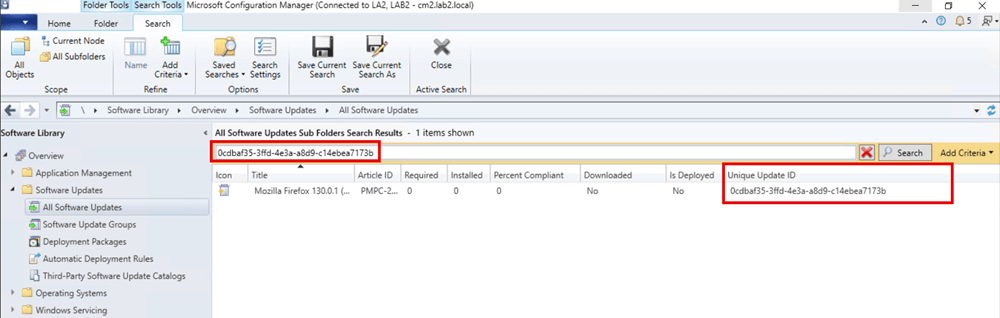 Folder Tools Search Tools Microsoft Configuration Manager (Connected to LA2, LAB2 - cm2.lab2.local)
Home Folder Search 5
All Objects
Current Node
All Subfolders
Scope
Name
Add Criteria
Refine
Saved Searches
Search Settings
Options
Save Current Search
Save Current Search As
Save
Close
Active Search
\ Software Library Overview Software Updates All Software Updates
Software Library
Overview
Application Management
Software Updates
All Software Updates
Software Update Groups
Deployment Packages
Automatic Deployment Rules
Third-Party Software Update Catalogs
Operating Systems
Windows Servicing
All Software Updates Sub Folders Search Results - 1 items shown
0cdbaf35-3ffd-4e3a-a8d9-c14ebea7173b Search Add Criteria
Icon Title Article ID Required Installed Percent Compliant Downloaded Is Deployed Unique Update ID
Mozilla Firefox 130.0.1 (... PMPC-2... 0 0 0 No No 0cdbaf35-3ffd-4e3a-a8d9-c14ebea7173b